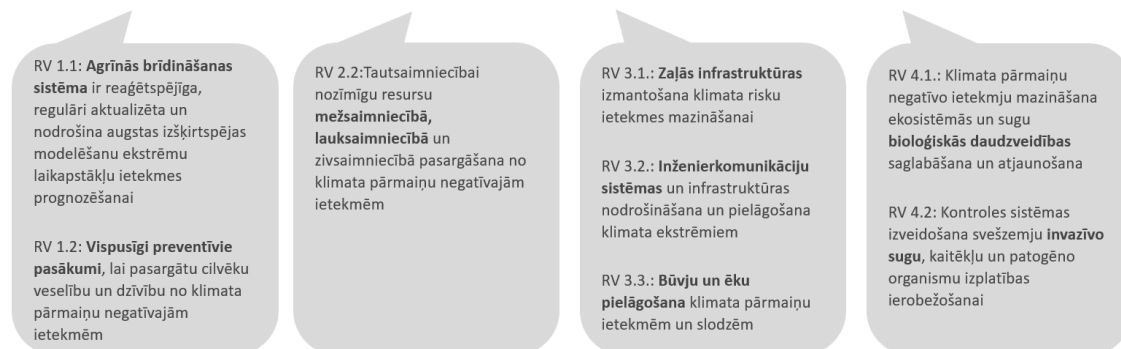 RV 1.1: Agrīnās brīdināšanas
sistēma ir reaģētspējīga,
regulāri aktualizēta un
nodrošina augstas izšķirtspējas
modelēšanu ekstrēmu
laikapstākļu ietekmes
prognozēšanai
RV 1.2: Vispusīgi preventīvie
pasākumi, lai pasargātu cilvēku
veselību un dzīvību no klimata
pārmaiņu negatīvajām
ietekmēm
RV 2.2:Tautsaimniecībai
nozīmīgu resursu
mežsaimniecībā,
lauksaimniecībā un
zivsaimniecībā pasargāšana no
klimata pārmaiņu negatīvajām
ietekmēm
RV 3.1.: Zaļās infrastruktūras
izmantošana klimata risku
ietekmes mazināšanai
RV 3.2.: Inženierkomunikāciju
sistēmas un infrastruktūras
nodrošināšana un pielāgošana
klimata ekstrēmiem
RV 3.3.: Būvju un ēku
pielāgošana klimata pārmaiņu
ietekmēm un slodzēm
RV 4.1.: Klimata pārmaiņu
negatīvo ietekmju mazināšana
ekosistēmās un sugu
bioloģiskās daudzveidības
saglabāšana un atjaunošana
RV 4.2: Kontroles sistēmas
izveidošana svešzemju invazīvo
sugu, kaitēkļu un patogēno
organismu izplatības
ierobežošanai